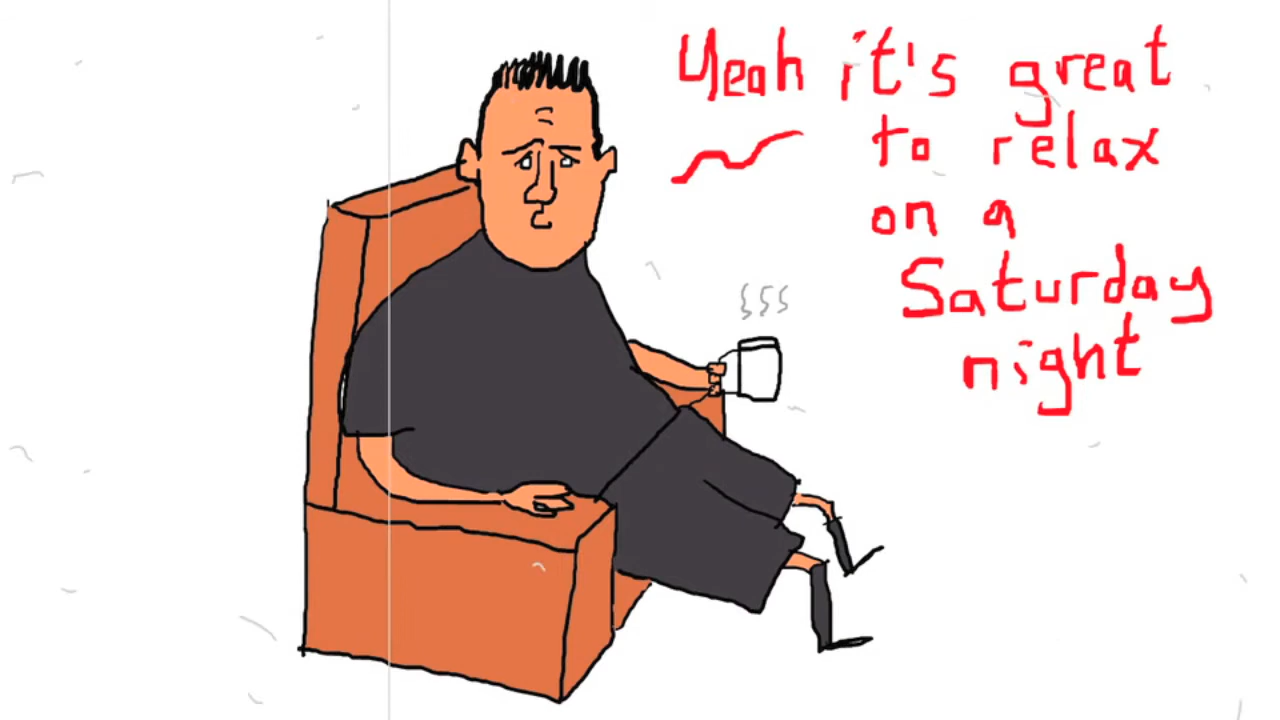 Yeah it's great
to relax
on a
Saturday
night